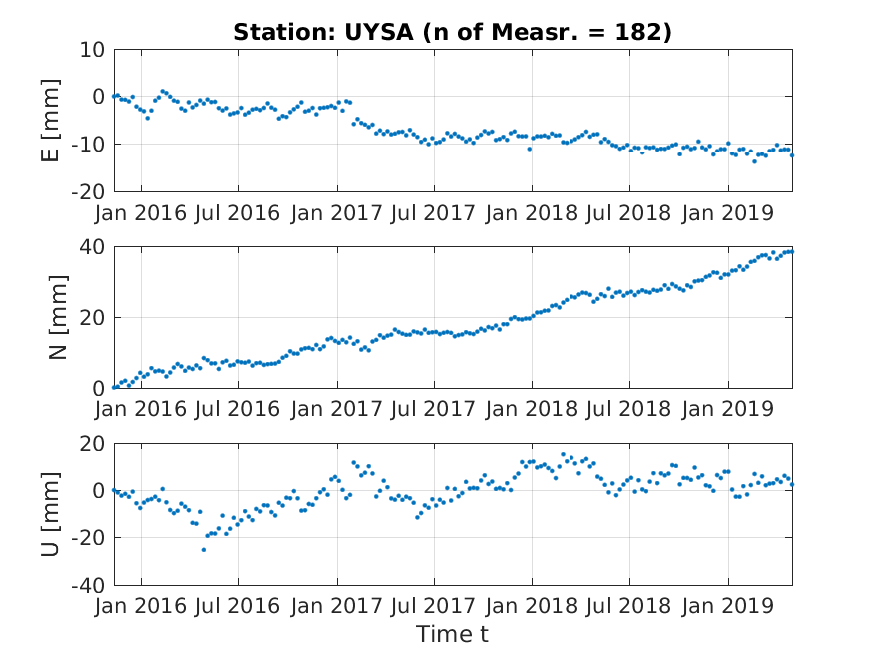 Station: UYSA (n of Measr. = 182)
10
0
-10
-20
E [mm]
Jan 2016 Jul 2016 Jan 2017 Jul 2017 Jan 2018 Jul 2018 Jan 2019
40
20
0
N [mm]
Jan 2016 Jul 2016 Jan 2017 Jul 2017 Jan 2018 Jul 2018 Jan 2019
20
0
-20
-40
U [mm]
Jan 2016 Jul 2016 Jan 2017 Jul 2017 Jan 2018 Jul 2018 Jan 2019
Time t